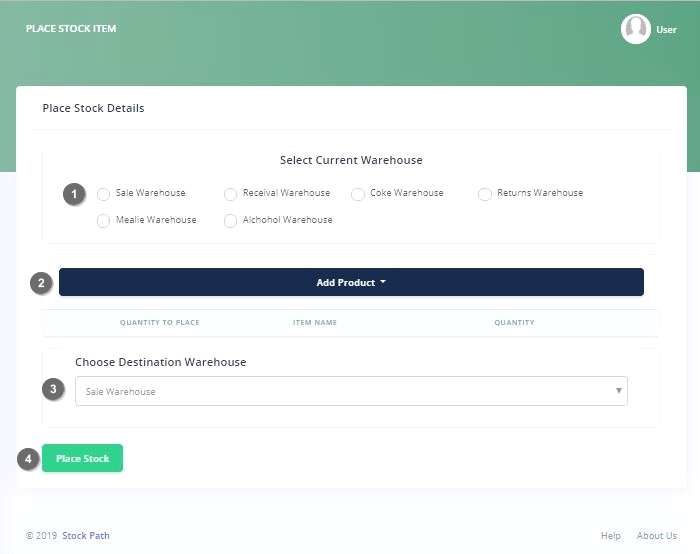 PLACE STOCK ITEM
User
Place Stock Details
Select Current Warehouse
1 Sale Warehouse Receival Warehouse Coke Warehouse Returns Warehouse
Mealie Warehouse Alchohol Warehouse
2 Add Product
QUANTITY TO PLACE ITEM NAME QUANTITY
Choose Destination Warehouse
3 Sale Warehouse
4 Place Stock
© 2019 Stock Path Help About Us